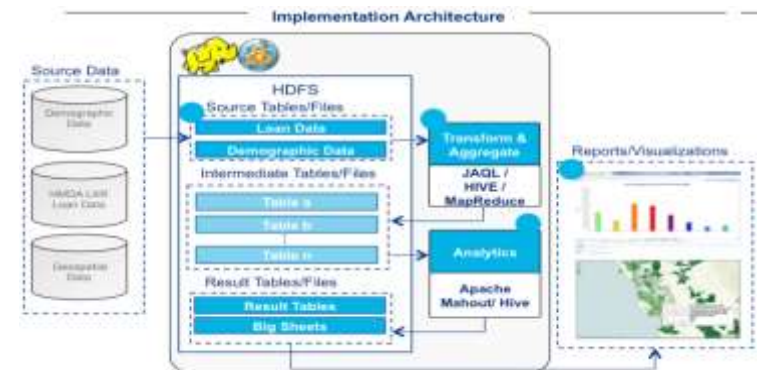 Implementation Architecture
Source Data
Demographic
Data
HMDA LAR
Loan Data
Geospatial
Data
HDFS
Source Tables/Files
Loan Data
Demographic Data
Intermediate Tables/Files
Table a
Table b
Table n
Result Tables/Files
Result Tables
Big Sheets
Transform &
Aggregate
JAQL /
HIVE /
MapReduce
Analytics
Apache
Mahout/ Hive
Reports/Visualizations